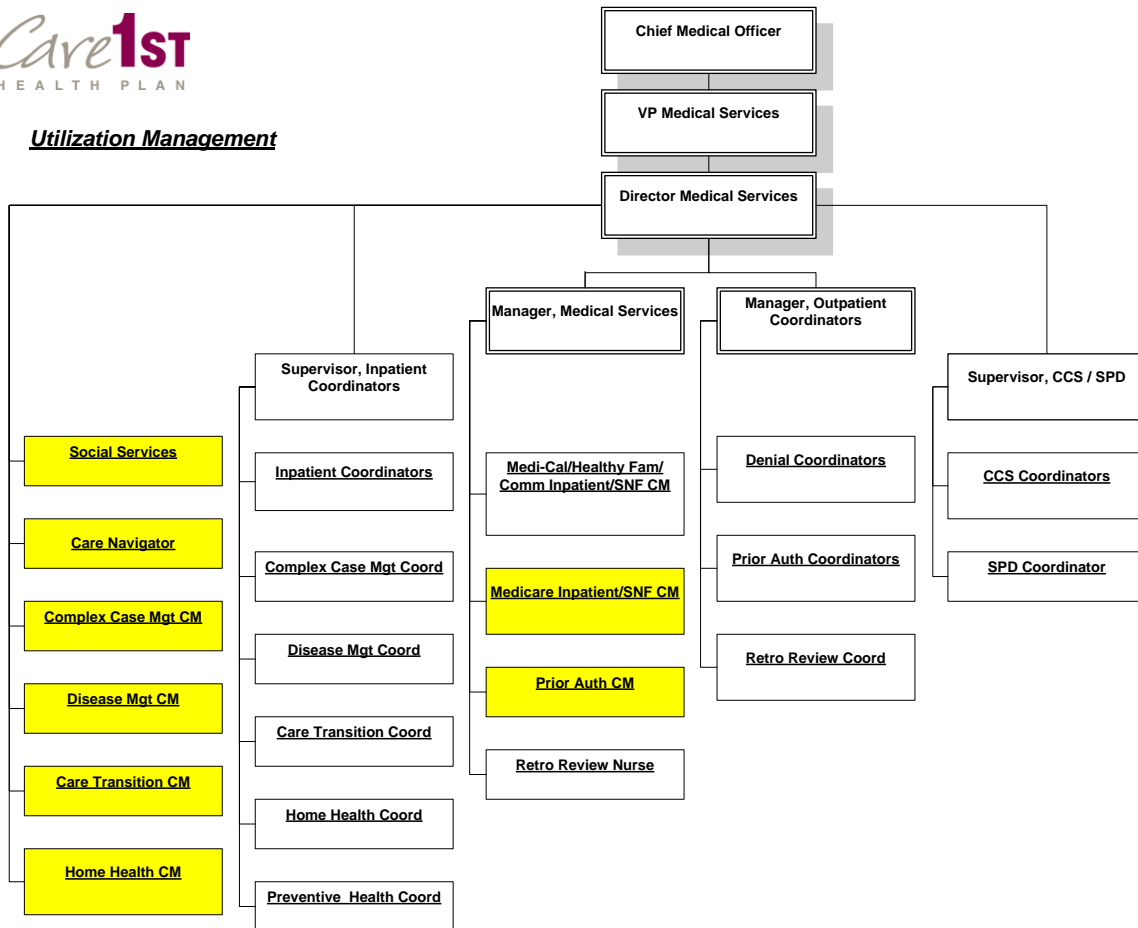 Care1ST
HEALTH PLAN
Utilization Management
Chief Medical Officer
VP Medical Services
Director Medical Services
Manager, Medical Services
Manager, Outpatient
Coordinators
Supervisor, Inpatient
Coordinators
Supervisor, CCS / SPD
Social Services
Care Navigator
Complex Case Mgt CM
Disease Mgt CM
Care Transition CM
Home Health CM
Inpatient Coordinators
Complex Case Mgt Coord
Disease Mgt Coord
Care Transition Coord
Home Health Coord
Preventive Health Coord
Medi-Cal/Healthy Fam/
Comm Inpatient/SNF CM
Medicare Inpatient/SNF CM
Prior Auth CM
Retro Review Nurse
Denial Coordinators
Prior Auth Coordinators
Retro Review Coord
CCS Coordinators
SPD Coordinator